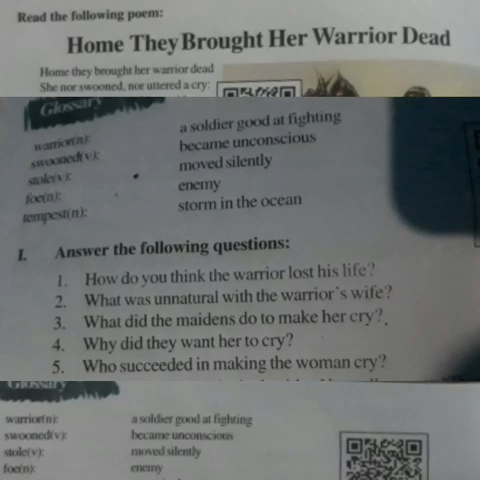 Read the following poem:
Home They Brought Her Warrior Dead
Home they brought her warrior dead
She nor swooned, nor uttered a cry:
Glossary
warrior(n): a soldier good at fighting
swooned(v): became unconscious
stole(v): moved silently
foe(n): enemy
tempest(n): storm in the ocean
I. Answer the following questions:
1. How do you think the warrior lost his life?
2. What was unnatural with the warrior's wife?
3. What did the maidens do to make her cry?
4. Why did they want her to cry?
5. Who succeeded in making the woman cry?
Glossary
warrior(n): a soldier good at fighting
swooned(v): became unconscious
stole(v): moved silently
foe(n): enemy